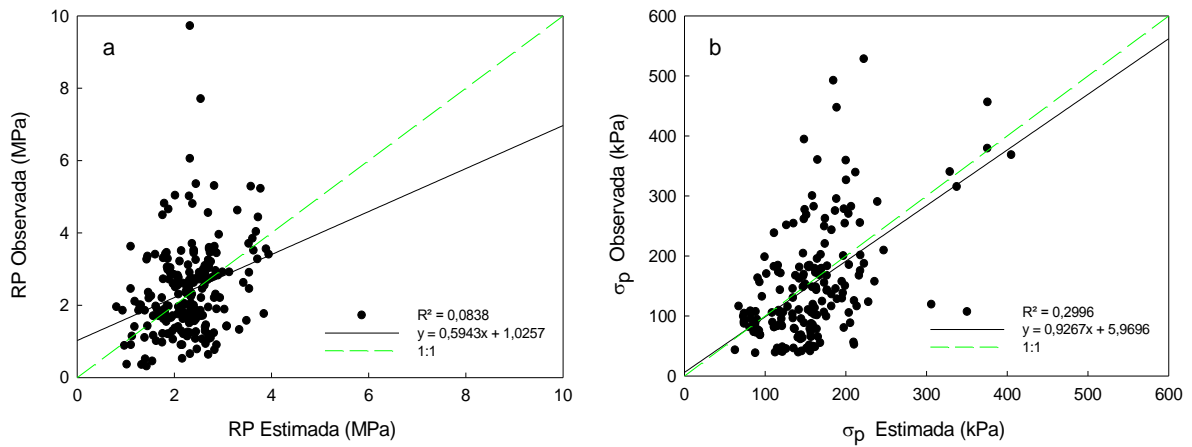 a
RP Observada (MPa)
10
8
6
4
2
0
R² = 0,0838
y = 0,5943x + 1,0257
1:1
0 2 4 6 8 10
RP Estimada (MPa)
b
σp Observada (kPa)
600
500
400
300
200
100
0
R² = 0,2996
y = 0,9267x + 5,9696
1:1
0 100 200 300 400 500 600
σp Estimada (kPa)